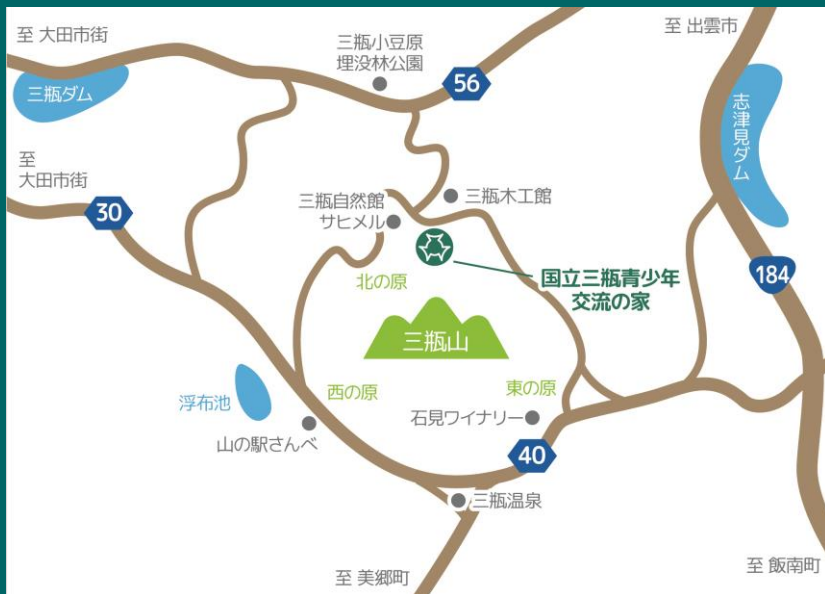 至 大田市街
至 出雲市
三瓶小豆原
埋没林公園
56
三瓶ダム
志津見ダム
至
大田市街
30
三瓶自然館
サヒメル
三瓶木工館
北の原
国立三瓶青少年
交流の家
184
三瓶山
浮布池
西の原
東の原
石見ワイナリー
山の駅さんべ
40
三瓶温泉
至 美郷町
至 飯南町